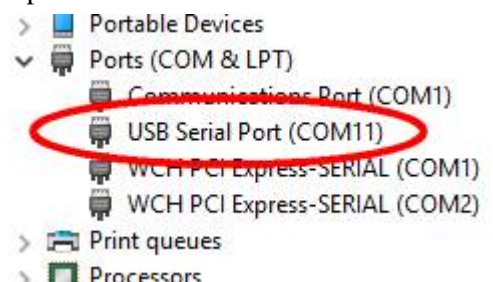 Portable Devices
Ports (COM & LPT)
Communications Port (COM1)
USB Serial Port (COM11)
WCH PCI Express-SERIAL (COM1)
WCH PCI Express-SERIAL (COM2)
Print queues
Processors